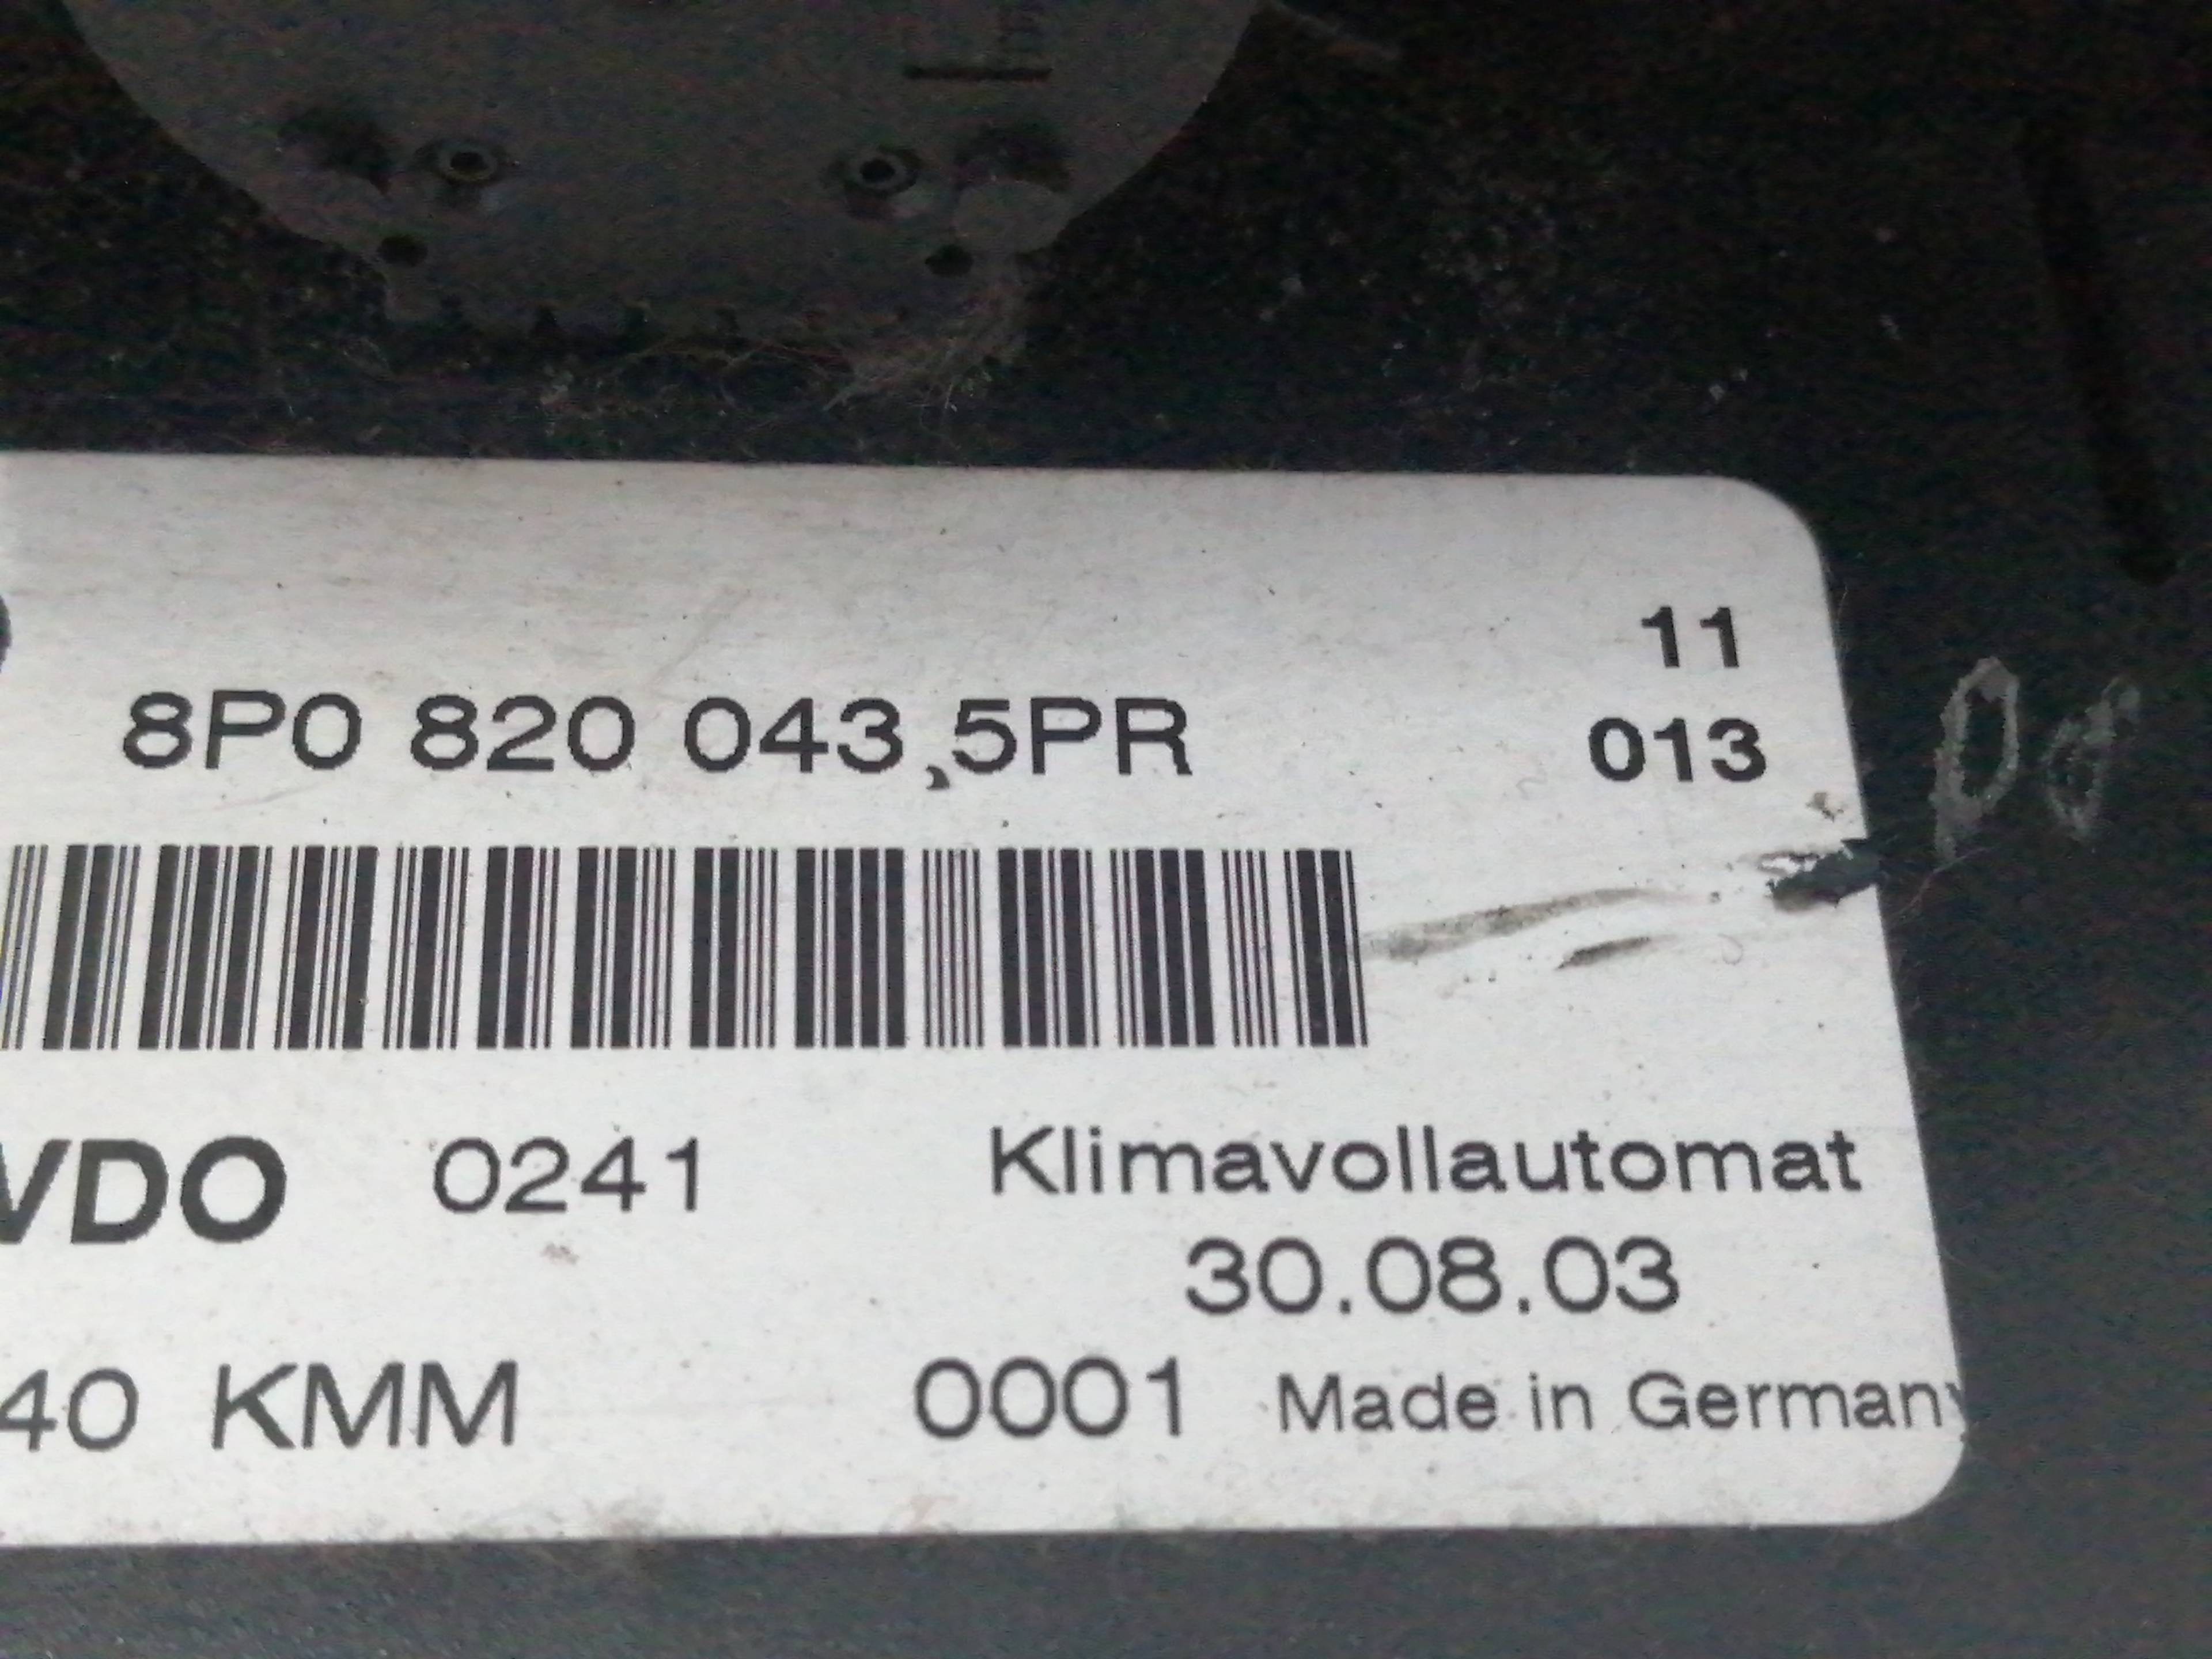 11
8P0 820 043 5PR 013
VDO 0241 Klimavollautomat
30.08.03
40 KMM 0001 Made in Germany